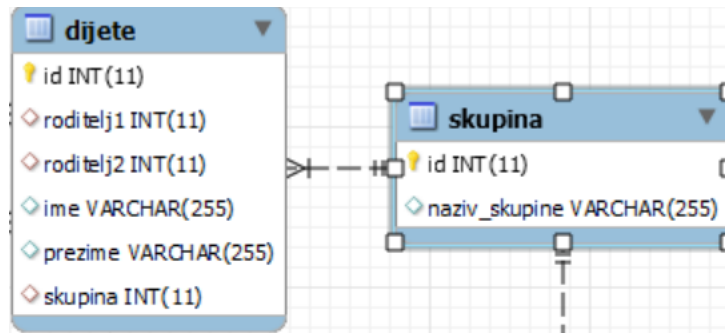 dijete
id INT(11)
roditelj1 INT(11)
roditelj2 INT(11)
ime VARCHAR(255)
prezime VARCHAR(255)
skupina INT(11)
skupina
id INT(11)
naziv_skupine VARCHAR(255)